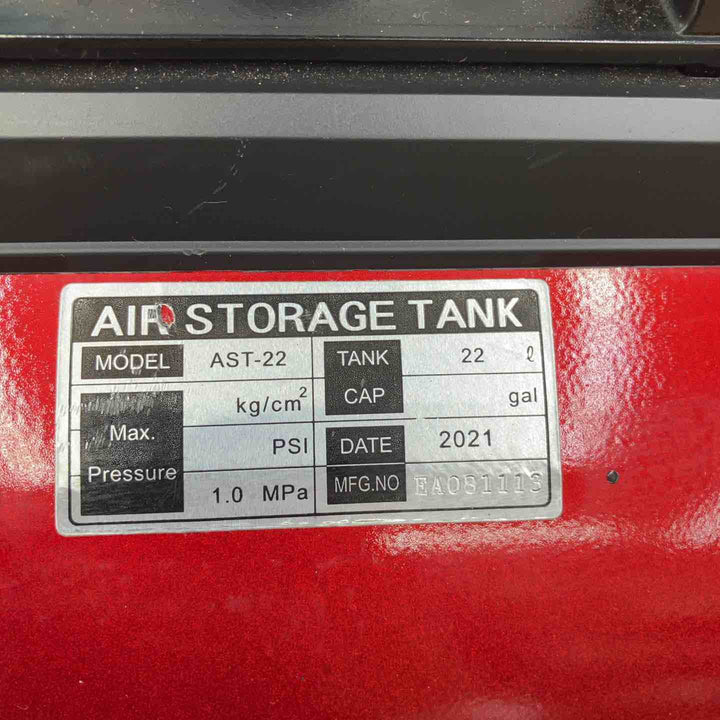 AIR STORAGE TANK
MODEL AST-22 TANK CAP 22 ℓ
gal
Max. Pressure kg/cm²
PSI
1.0 MPa
DATE 2021
MFG.NO EA081113